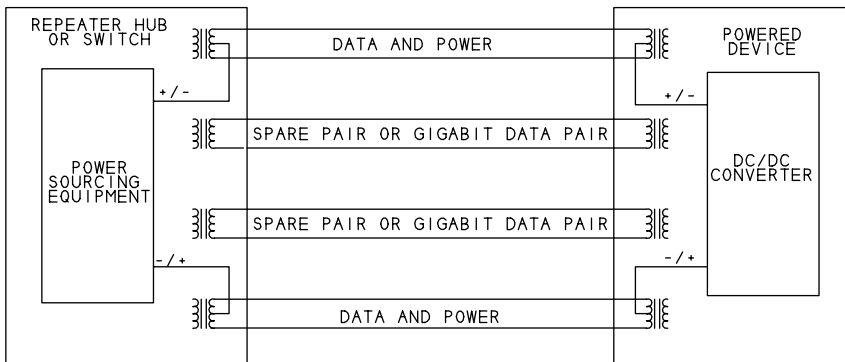 REPEATER HUB
OR SWITCH
DATA AND POWER
POWERED
DEVICE
+/-
+/-
SPARE PAIR OR GIGABIT DATA PAIR
POWER
SOURCING
EQUIPMENT
DC/DC
CONVERTER
SPARE PAIR OR GIGABIT DATA PAIR
-/+
-/+
DATA AND POWER